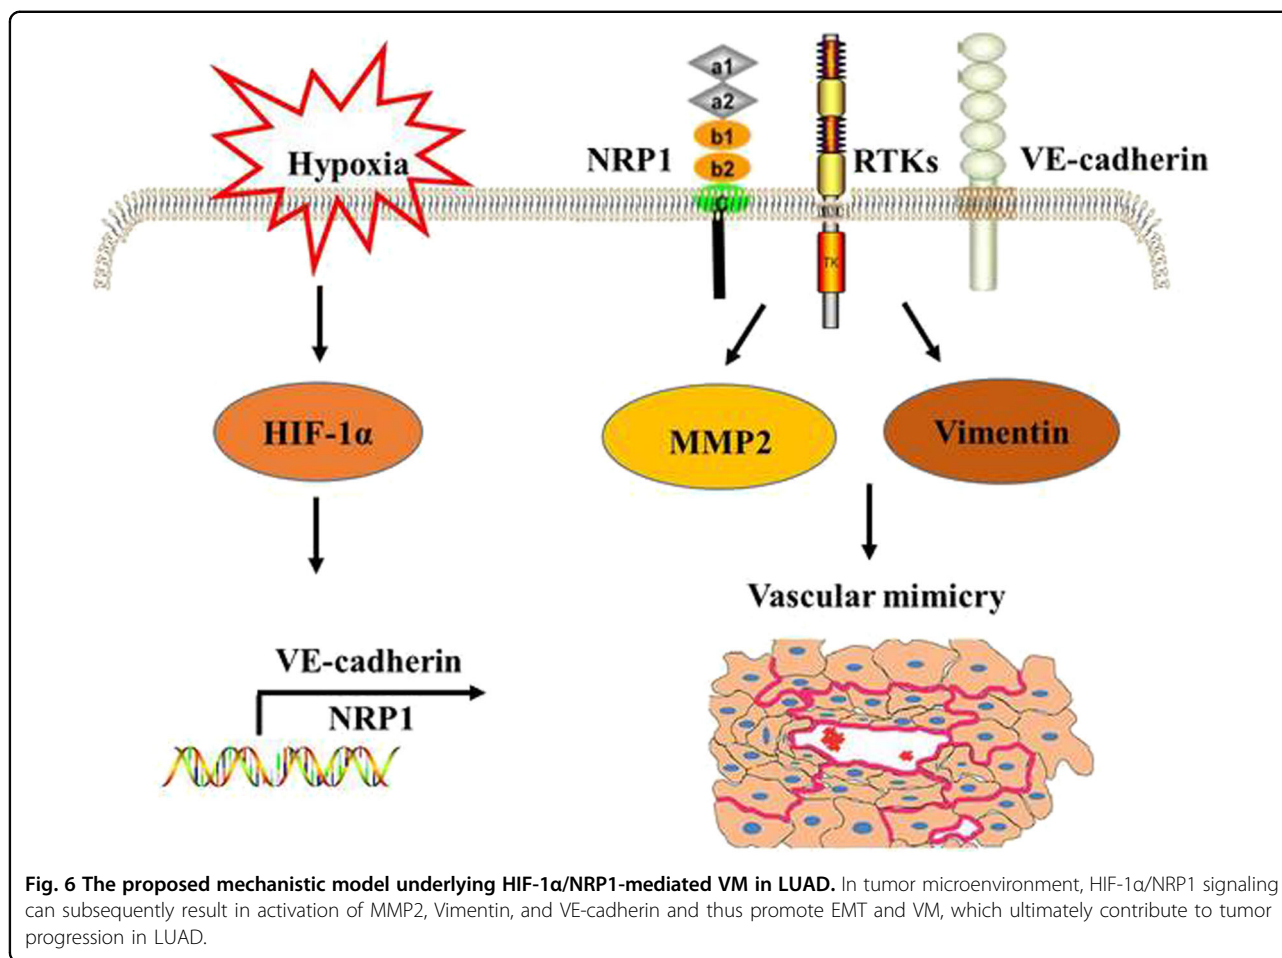 a1
a2
b1
b2
C
NRP1
RTKs
VE-cadherin
Hypoxia
TK
HIF-1α
MMP2
Vimentin
Vascular mimicry
VE-cadherin
NRP1
Fig. 6 The proposed mechanistic model underlying HIF-1α/NRP1-mediated VM in LUAD. In tumor microenvironment, HIF-1α/NRP1 signaling
can subsequently result in activation of MMP2, Vimentin, and VE-cadherin and thus promote EMT and VM, which ultimately contribute to tumor
progression in LUAD.